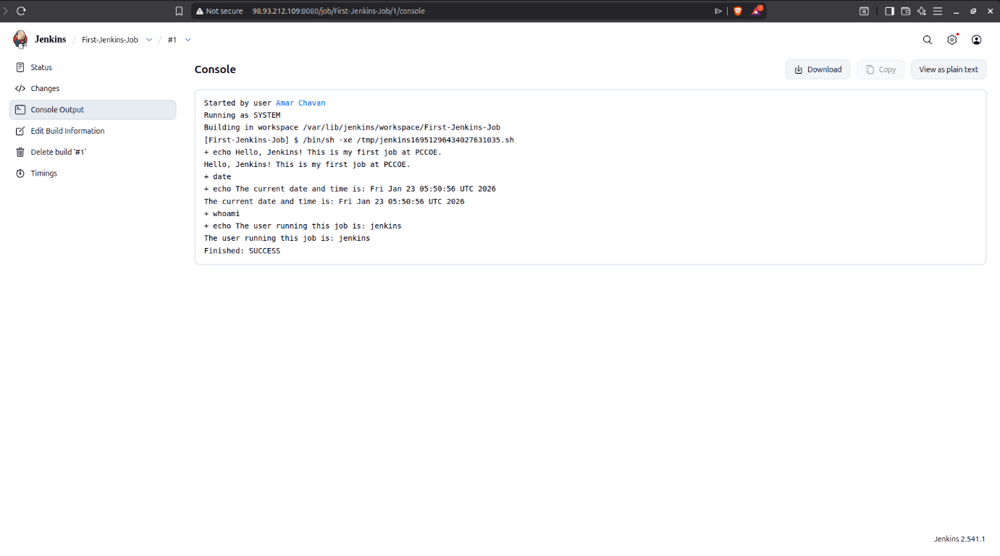 Not secure 98.93.212.109:8080/job/First-Jenkins-Job/1/console
Jenkins / First-Jenkins-Job / #1
Status
Changes
Console Output
Edit Build Information
Delete build ‘#1’
Timings
Console
Download Copy View as plain text
Started by user Amar Chavan
Running as SYSTEM
Building in workspace /var/lib/jenkins/workspace/First-Jenkins-Job
[First-Jenkins-Job] $ /bin/sh -xe /tmp/jenkins16951296434027631035.sh
+ echo Hello, Jenkins! This is my first job at PCCOE.
Hello, Jenkins! This is my first job at PCCOE.
+ date
+ echo The current date and time is: Fri Jan 23 05:50:56 UTC 2026
The current date and time is: Fri Jan 23 05:50:56 UTC 2026
+ whoami
+ echo The user running this job is: jenkins
The user running this job is: jenkins
Finished: SUCCESS
Jenkins 2.541.1